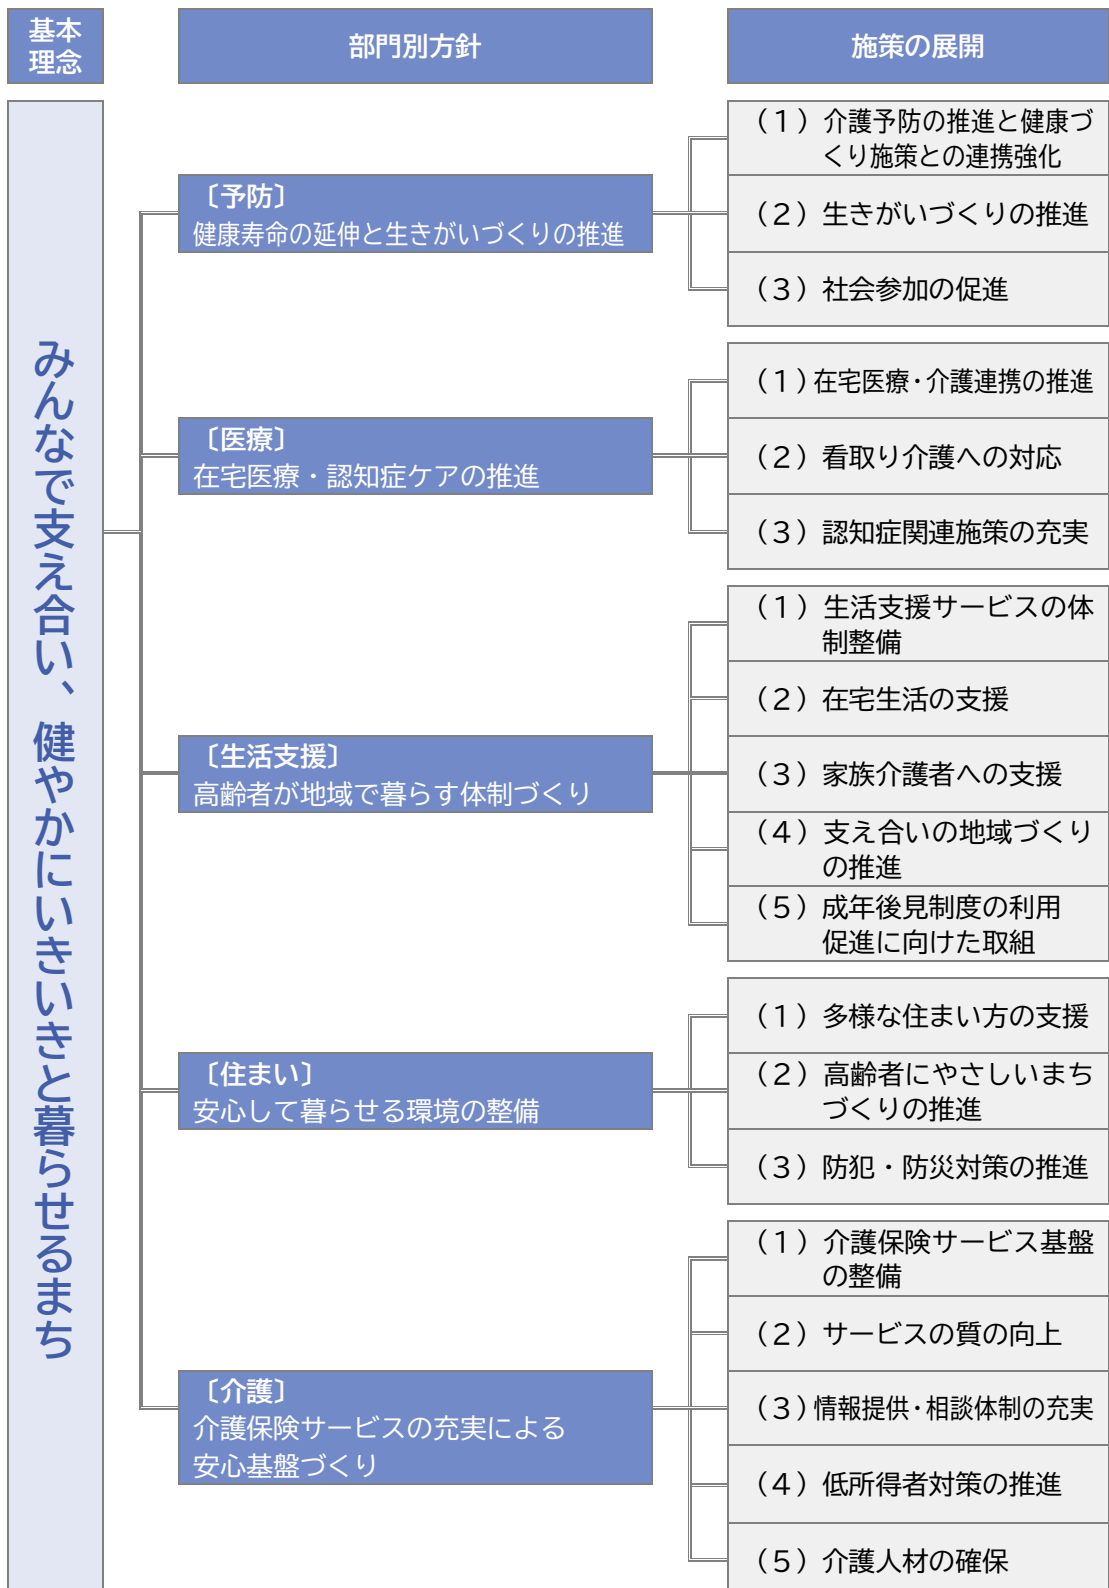 基本
理念
部門別方針
施策の展開
みんなで支え合い、健やかにいきいきと暮らせるまち
〔予防〕
健康寿命の延伸と生きがいづくりの推進
（１）介護予防の推進と健康づ
くり施策との連携強化
（２）生きがいづくりの推進
（３）社会参加の促進
〔医療〕
在宅医療・認知症ケアの推進
（１）在宅医療・介護連携の推進
（２）看取り介護への対応
（３）認知症関連施策の充実
〔生活支援〕
高齢者が地域で暮らす体制づくり
（１）生活支援サービスの体
制整備
（２）在宅生活の支援
（３）家族介護者への支援
（４）支え合いの地域づくり
の推進
（５）成年後見制度の利用
促進に向けた取組
〔住まい〕
安心して暮らせる環境の整備
（１）多様な住まい方の支援
（２）高齢者にやさしいまち
づくりの推進
（３）防犯・防災対策の推進
〔介護〕
介護保険サービスの充実による
安心基盤づくり
（１）介護保険サービス基盤
の整備
（２）サービスの質の向上
（３）情報提供・相談体制の充実
（４）低所得者対策の推進
（５）介護人材の確保